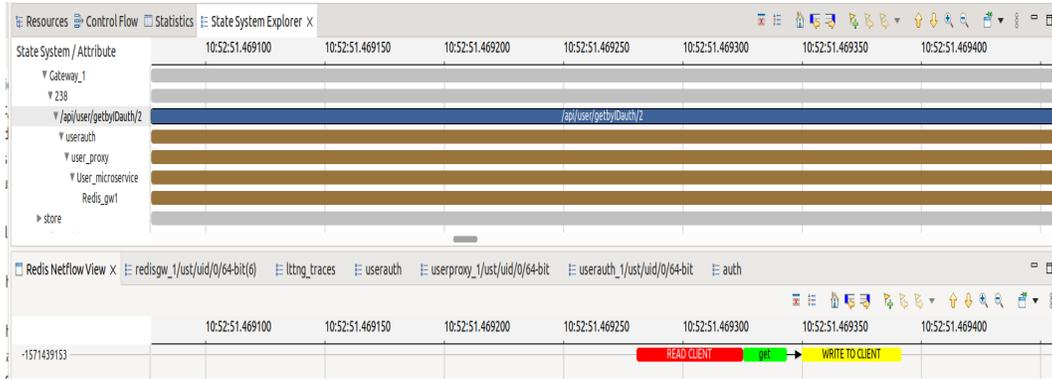 Resources Control Flow Statistics State System Explorer X
State System / Attribute 10:52:51.469100 10:52:51.469150 10:52:51.469200 10:52:51.469250 10:52:51.469300 10:52:51.469350 10:52:51.469400
Gateway_1
238
/api/user/getbyIDauth/2 /api/user/getbyIDauth/2
userauth
user_proxy
User_microservice
Redis_gw1
store
Redis Netflow View X redisgw_1/ust/uid/0/64-bit(6) lttng_traces userauth userproxy_1/ust/uid/0/64-bit userauth_1/ust/uid/0/64-bit auth
10:52:51.469100 10:52:51.469150 10:52:51.469200 10:52:51.469250 10:52:51.469300 10:52:51.469350 10:52:51.469400
-1571439153 READ CLIENT get WRITE TO CLIENT